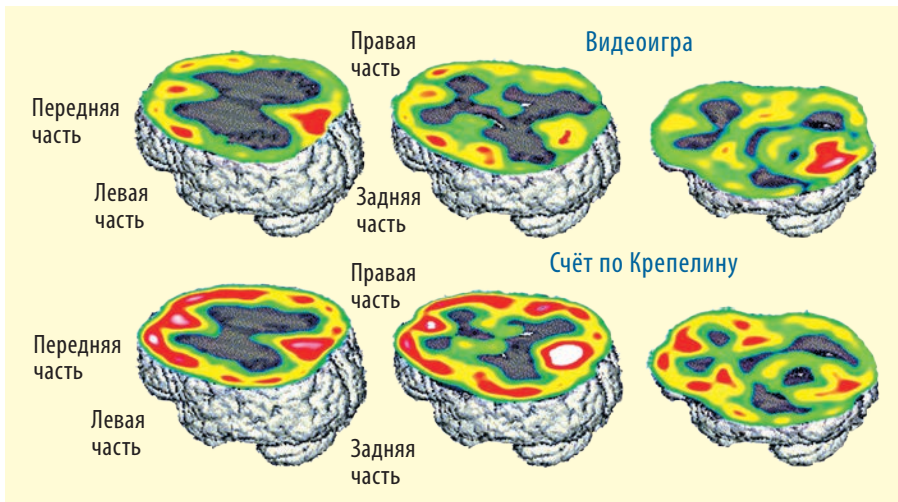 Видеоигра
Правая
часть
Передняя
часть
Левая
часть
Задняя
часть
Счёт по Крепелину
Правая
часть
Передняя
часть
Левая
часть
Задняя
часть